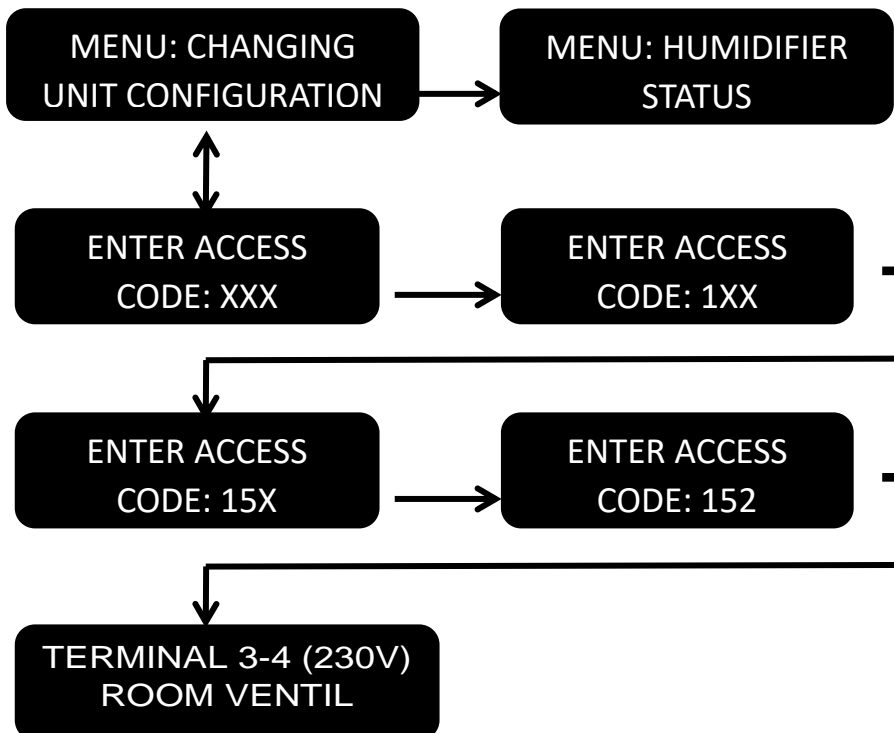 MENU: CHANGING
UNIT CONFIGURATION
MENU: HUMIDIFIER
STATUS
ENTER ACCESS
CODE: XXX
ENTER ACCESS
CODE: 1XX
ENTER ACCESS
CODE: 15X
ENTER ACCESS
CODE: 152
TERMINAL 3-4 (230V)
ROOM VENTIL